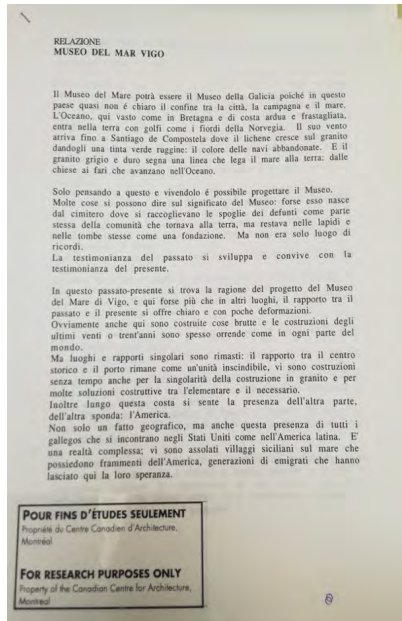 RELAZIONE
MUSEO DEL MAR VIGO
Il Museo del Mare potrà essere il Museo della Galicia poiché in questo
paese quasi non é chiaro il confine tra la città, la campagna e il mare.
L'Oceano, qui vasto come in Bretagna e di costa ardua e frastagliata,
entra nella terra con golfi come i fiordi della Norvegia. Il suo vento
arriva fino a Santiago de Compostela dove il lichene cresce sul granito
dandogli una tinta verde ruggine: il colore delle navi abbandonate. E il
granito grigio e duro segna una linea che lega il mare alla terra: dalle
chiese ai fari che avanzano nell'Oceano.
Solo pensando a questo e vivendolo é possibile progettare il Museo.
Molte cose si possono dire sul significato del Museo: forse esso nasce
dal cimitero dove si raccoglievano le spoglie dei defunti come parte
stessa della comunità che tornava alla terra, ma restava nelle lapidi e
nelle tombe stesse come una fondazione. Ma non era solo luogo di
ricordi.
La testimonianza del passato si sviluppa e convive con la
testimonianza del presente.
In questo passato-presente si trova la ragione del progetto del Museo
del Mare di Vigo, e qui forse più che in altri luoghi, il rapporto tra il
passato e il presente si offre chiaro e con poche deformazioni.
Ovviamente anche qui sono costruite cose brutte e le costruzioni degli
ultimi venti o trent'anni sono spesso orrende come in ogni parte del
mondo.
Ma luoghi e rapporti singolari sono rimasti: il rapporto tra il centro
storico e il porto rimane come un'unità inscindibile, vi sono costruzioni
senza tempo anche per la singolarità della costruzione in granito e per
molte soluzioni costruttive tra l'elementare e il necessario.
Inoltre lungo questa costa si sente la presenza dell'altra parte,
dell'altra sponda: l'America.
Non solo un fatto geografico, ma anche questa presenza di tutti i
gallegos che si incontrano negli Stati Uniti come nell'America latina. E'
una realtà complessa; vi sono assolati villaggi siciliani sul mare che
possiedono frammenti dell'America, generazioni di emigrati che hanno
lasciato qui la loro speranza.
POUR FINS D'ÉTUDES SEULEMENT
Propriété du Centre Canadien d'Architecture,
Montréal
FOR RESEARCH PURPOSES ONLY
Property of the Canadian Centre for Architecture,
Montreal